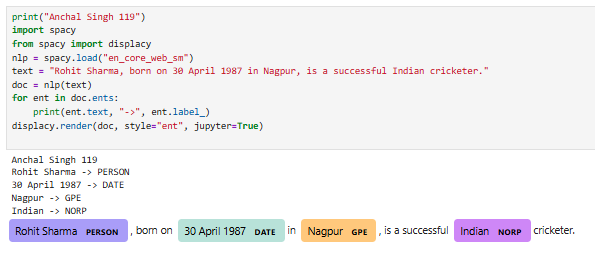 print("Anchal Singh 119")
import spacy
from spacy import displacy
nlp = spacy.load("en_core_web_sm")
text = "Rohit Sharma, born on 30 April 1987 in Nagpur, is a successful Indian cricketer."
doc = nlp(text)
for ent in doc.ents:
    print(ent.text, "->", ent.label_)
displacy.render(doc, style="ent", jupyter=True)
Anchal Singh 119
Rohit Sharma -> PERSON
30 April 1987 -> DATE
Nagpur -> GPE
Indian -> NORP
Rohit Sharma PERSON , born on 30 April 1987 DATE in Nagpur GPE , is a successful Indian NORP cricketer.